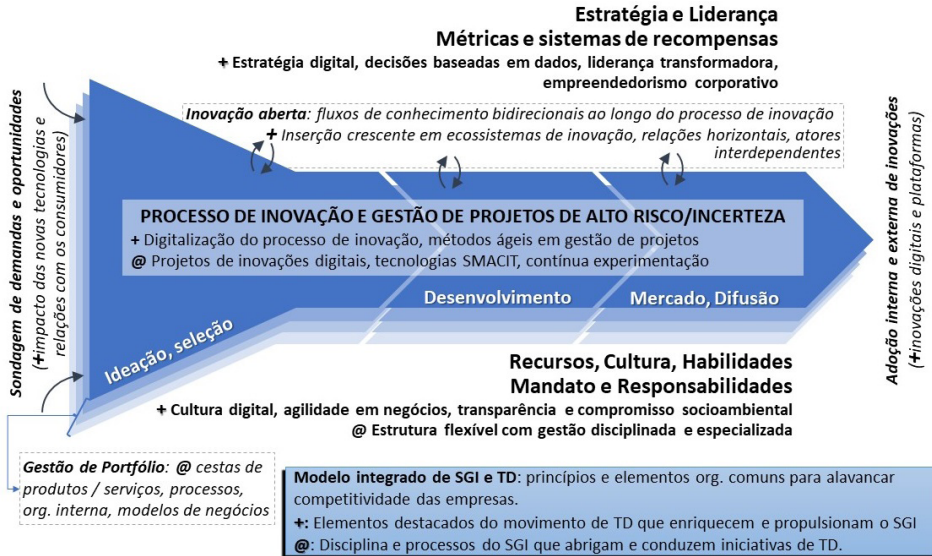 Estratégia e Liderança
Métricas e sistemas de recompensas
+ Estratégia digital, decisões baseadas em dados, liderança transformadora,
empreendedorismo corporativo
Sondagem de demandas e oportunidades
(+impacto das novas tecnologias e
relações com os consumidores)
Inovação aberta: fluxos de conhecimento bidirecionais ao longo do processo de inovação
+ Inserção crescente em ecossistemas de inovação, relações horizontais, atores
interdependentes
PROCESSO DE INOVAÇÃO E GESTÃO DE PROJETOS DE ALTO RISCO/INCERTEZA
+ Digitalização do processo de inovação, métodos ágeis em gestão de projetos
@ Projetos de inovações digitais, tecnologias SMACIT, contínua experimentação
Ideação, seleção
Desenvolvimento
Mercado, Difusão
Adoção interna e externa de inovações
(+inovações digitais e plataformas)
Recursos, Cultura, Habilidades
Mandato e Responsabilidades
+ Cultura digital, agilidade em negócios, transparência e compromisso socioambiental
@ Estrutura flexível com gestão disciplinada e especializada
Gestão de Portfólio: @ cestas de
produtos / serviços, processos,
org. interna, modelos de negócios
Modelo integrado de SGI e TD: princípios e elementos org. comuns para alavancar
competitividade das empresas.
+: Elementos destacados do movimento de TD que enriquecem e propulsionam o SGI
@: Disciplina e processos do SGI que abrigam e conduzem iniciativas de TD.